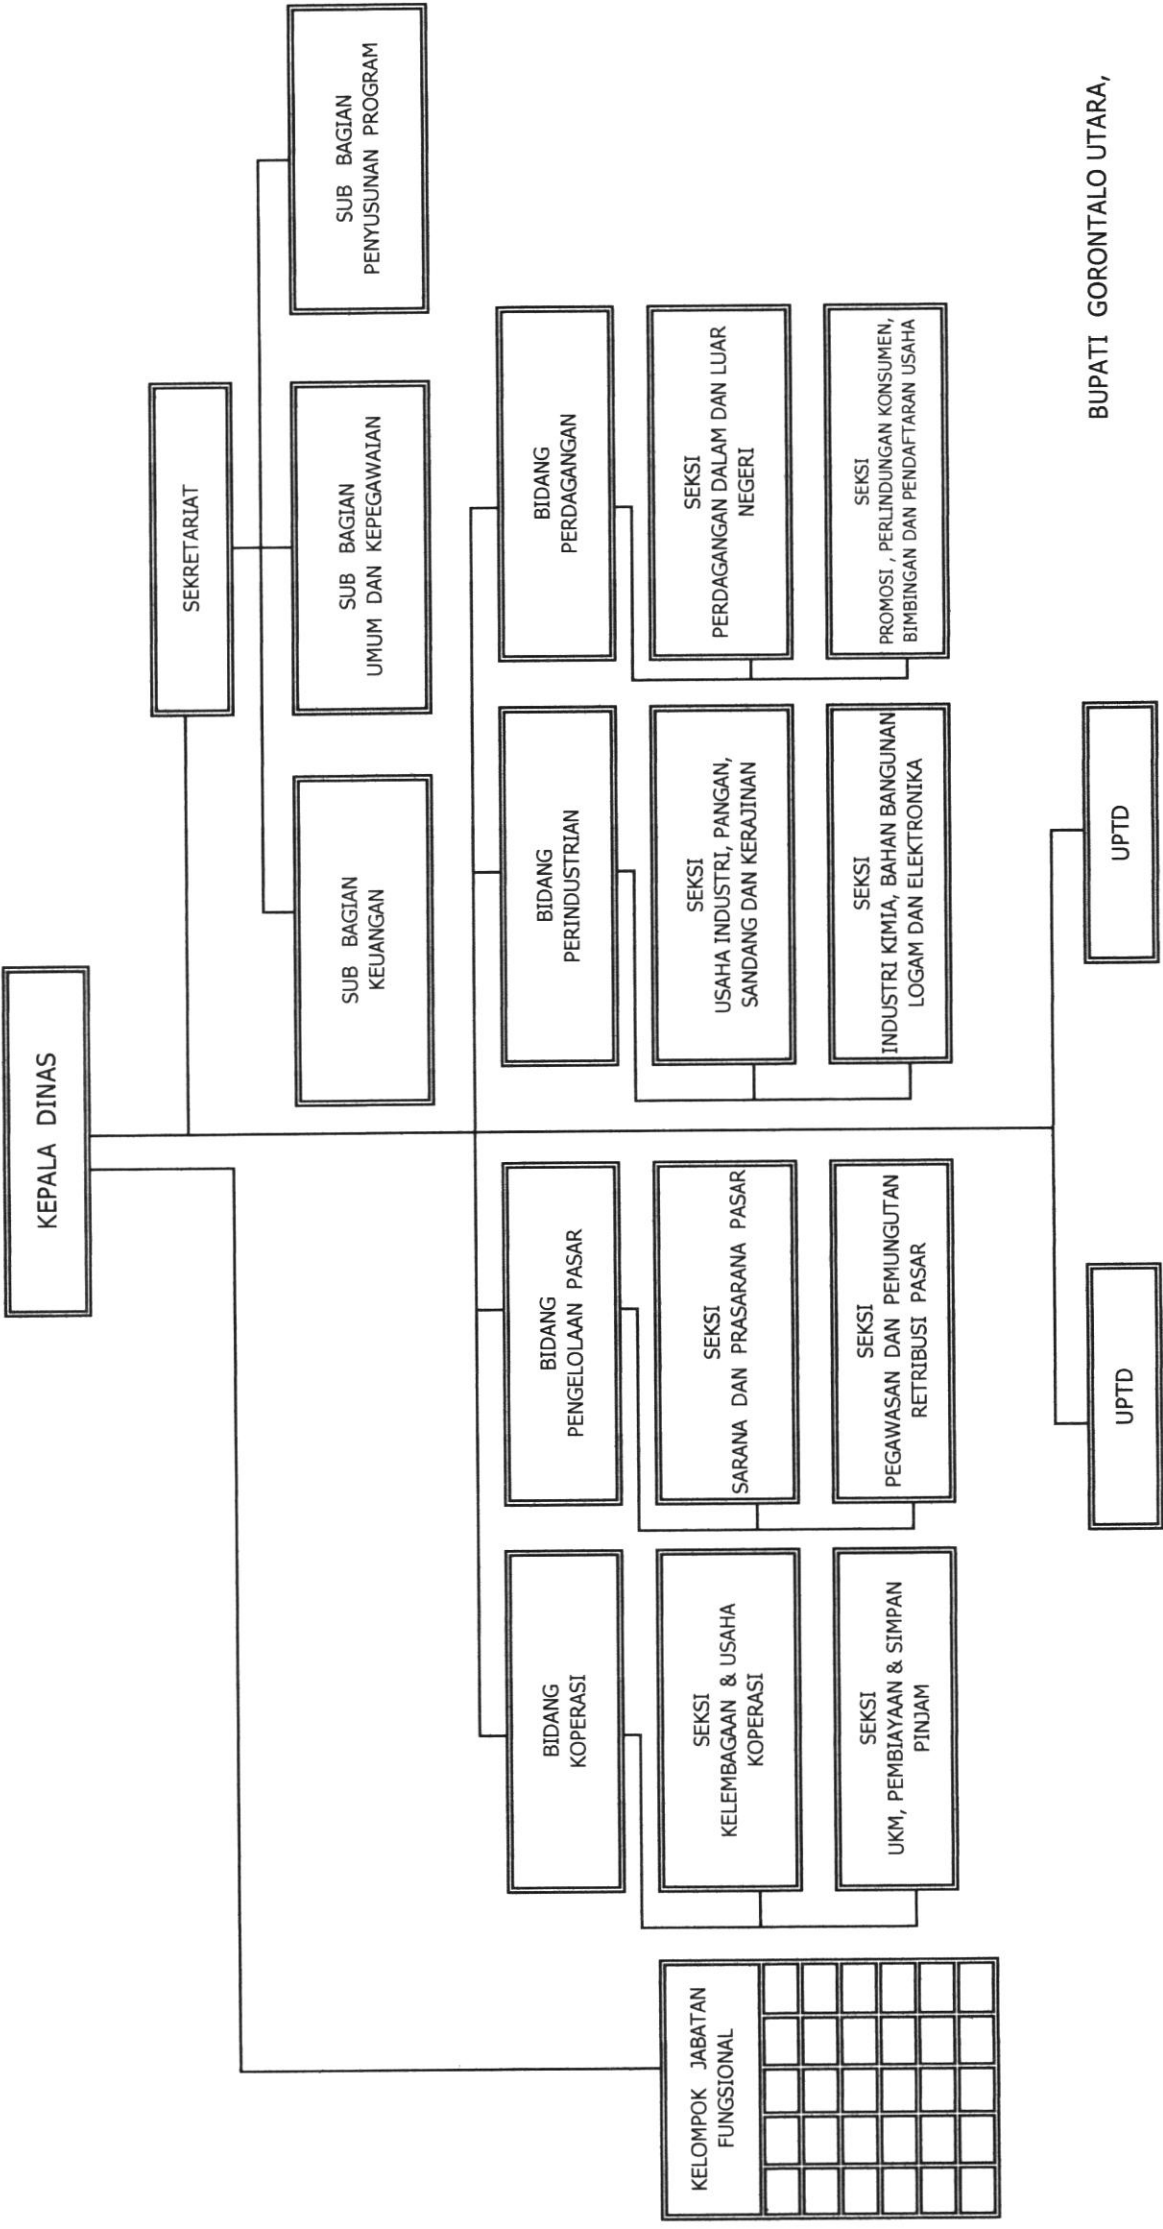 KEPALA DINAS
SEKRETARIAT
SUB BAGIAN
KEUANGAN
SUB BAGIAN
UMUM DAN KEPEGAWAIAN
SUB BAGIAN
PENYUSUNAN PROGRAM
BIDANG
KOPERASI
BIDANG
PENGELOLAAN PASAR
BIDANG
PERINDUSTRIAN
BIDANG
PERDAGANGAN
KELOMPOK JABATAN
FUNGSIONAL
SEKSI
KELEMBAGAAN & USAHA
KOPERASI
SEKSI
SARANA DAN PRASARANA PASAR
SEKSI
USAHA INDUSTRI, PANGAN,
SANDANG DAN KERAJINAN
SEKSI
PERDAGANGAN DALAM DAN LUAR
NEGERI
SEKSI
UKM, PEMBIAYAAN & SIMPAN
PINJAM
SEKSI
PEGAWASAN DAN PEMUNGUTAN
RETRIBUSI PASAR
SEKSI
INDUSTRI KIMIA, BAHAN BANGUNAN
LOGAM DAN ELEKTRONIKA
SEKSI
PROMOSI , PERLINDUNGAN KONSUMEN,
BIMBINGAN DAN PENDAFTARAN USAHA
UPTD
UPTD
BUPATI GORONTALO UTARA,